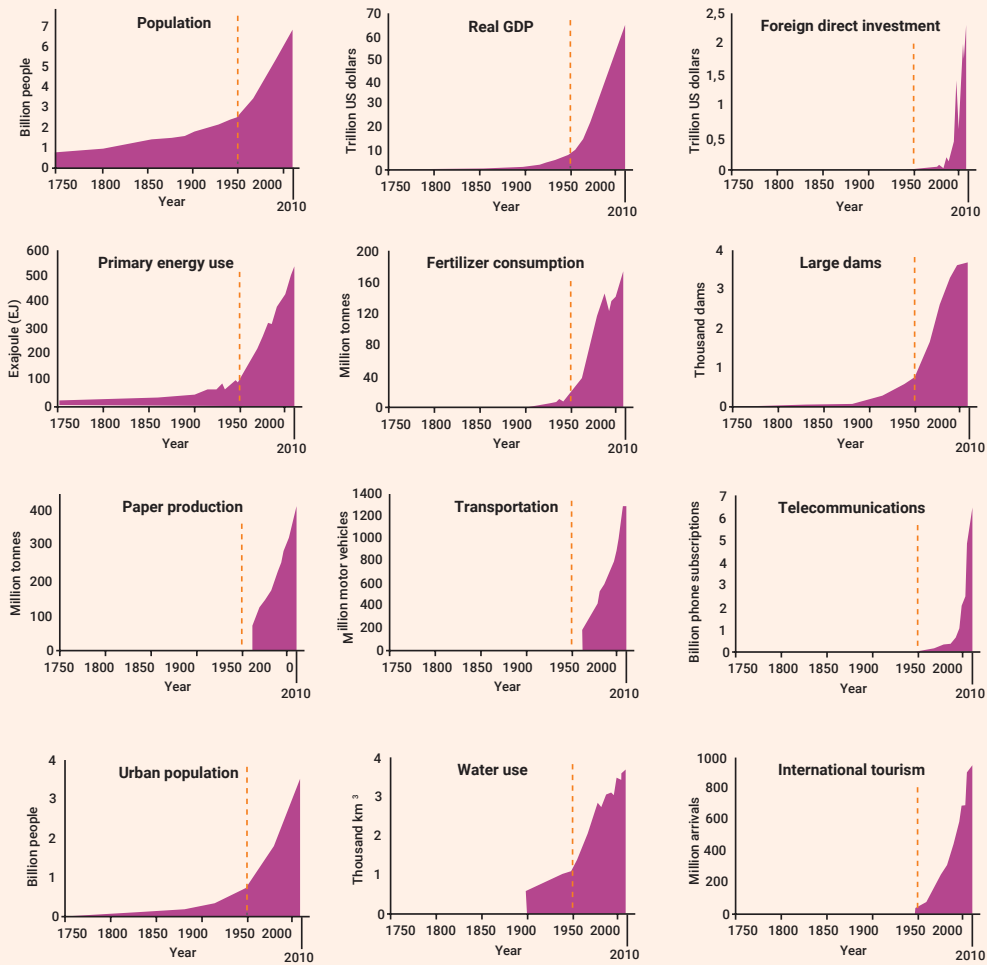 Population
Billion people
7
6
5
4
3
2
1
0
1750 1800 1850 1900 1950 2000
Year
2010
Real GDP
Trillion US dollars
70
60
50
40
30
20
10
0
1750 1800 1850 1900 1950 2000
Year
2010
Foreign direct investment
Trillion US dollars
2,5
2
1,5
1
0,5
0
1750 1800 1850 1900 1950 2000
Year
2010
Primary energy use
Exajoule (EJ)
600
500
400
300
200
100
0
1750 1800 1850 1900 1950 2000
Year
2010
Fertilizer consumption
Million tonnes
200
160
120
80
40
0
1750 1800 1850 1900 1950 2000
Year
2010
Large dams
Thousand dams
4
3
2
1
0
1750 1800 1850 1900 1950 2000
Year
2010
Paper production
Million tonnes
400
300
200
100
0
1750 1800 1850 1900 1950 200 0
Year
2010
Transportation
Million motor vehicles
1400
1200
1000
800
600
400
200
0
1750 1800 1850 1900 1950 2000
Year
2010
Telecommunications
Billion phone subscriptions
7
6
5
4
3
2
1
0
1750 1800 1850 1900 1950 2000
Year
2010
Urban population
Billion people
4
3
2
1
0
1750 1800 1850 1900 1950 2000
Year
2010
Water use
Thousand km ³
4
3
2
1
0
1750 1800 1850 1900 1950 2000
Year
2010
International tourism
Million arrivals
1000
800
600
400
200
0
1750 1800 1850 1900 1950 2000
Year
2010